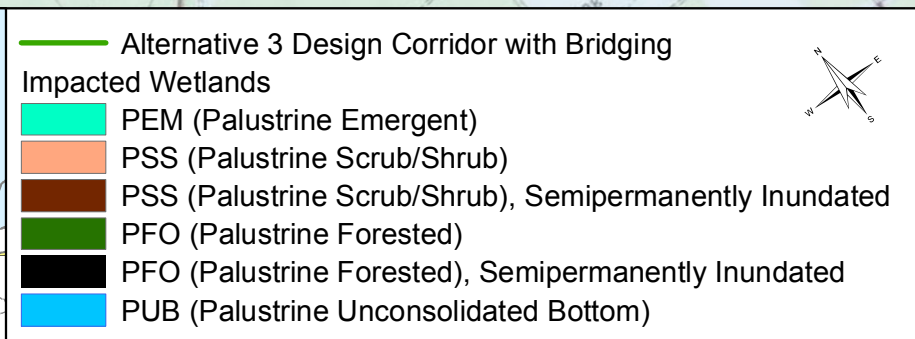 Alternative 3 Design Corridor with Bridging
Impacted Wetlands
PEM (Palustrine Emergent)
PSS (Palustrine Scrub/Shrub)
PSS (Palustrine Scrub/Shrub), Semipermanently Inundated
PFO (Palustrine Forested)
PFO (Palustrine Forested), Semipermanently Inundated
PUB (Palustrine Unconsolidated Bottom)
N
E
W
S